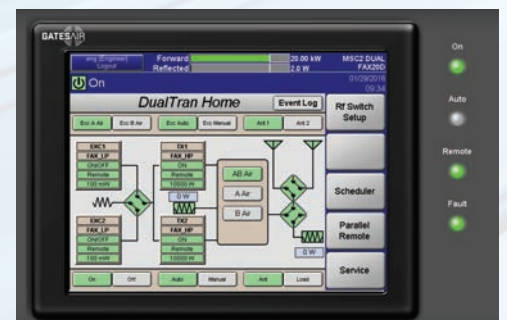 GATESAIR
eng (Engineer)
Logout
Forward
20.00 kW
Reflected
2.0 W
MSC2 DUAL
FAX20D
01/29/2016
09:34
On
DualTran Home
Event Log
Rf Switch
Setup
Exc A Air
Exc B Air
Exc Auto
Exc Manual
Ant 1
Ant 2
EXC1
FAX_LP
ON/OFF
Remote
100 mW
TX1
FAX_HP
ON
Remote
10000 W
0 W
AB Air
A Air
B Air
EXC2
FAX_LP
ON/OFF
Remote
100 mW
TX2
FAX_HP
ON
Remote
10000 W
0 W
Scheduler
Parallel
Remote
Service
On
Off
Auto
Manual
Ant
Load
On
Auto
Remote
Fault